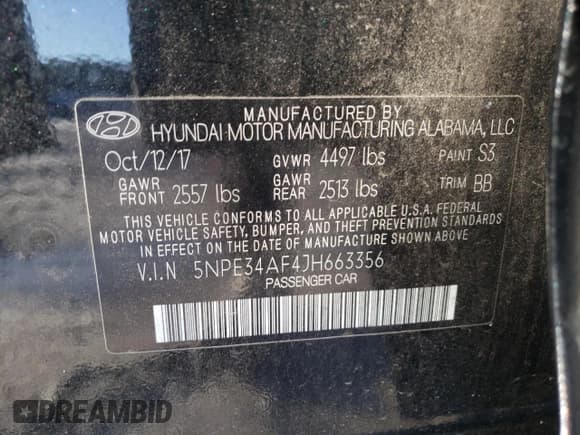 MANUFACTURED BY
HYUNDAI MOTOR MANUFACTURING ALABAMA, LLC
Oct/12/17 GVWR 4497 lbs PAINT S3
GAWR FRONT 2557 lbs GAWR REAR 2513 lbs TRIM BB
THIS VEHICLE CONFORMS TO ALL APPLICABLE U.S.A. FEDERAL
MOTOR VEHICLE SAFETY, BUMPER, AND THEFT PREVENTION STANDARDS
IN EFFECT ON THE DATE OF MANUFACTURE SHOWN ABOVE.
V.I.N 5NPE34AF4JH663356
PASSENGER CAR
DREAMBID